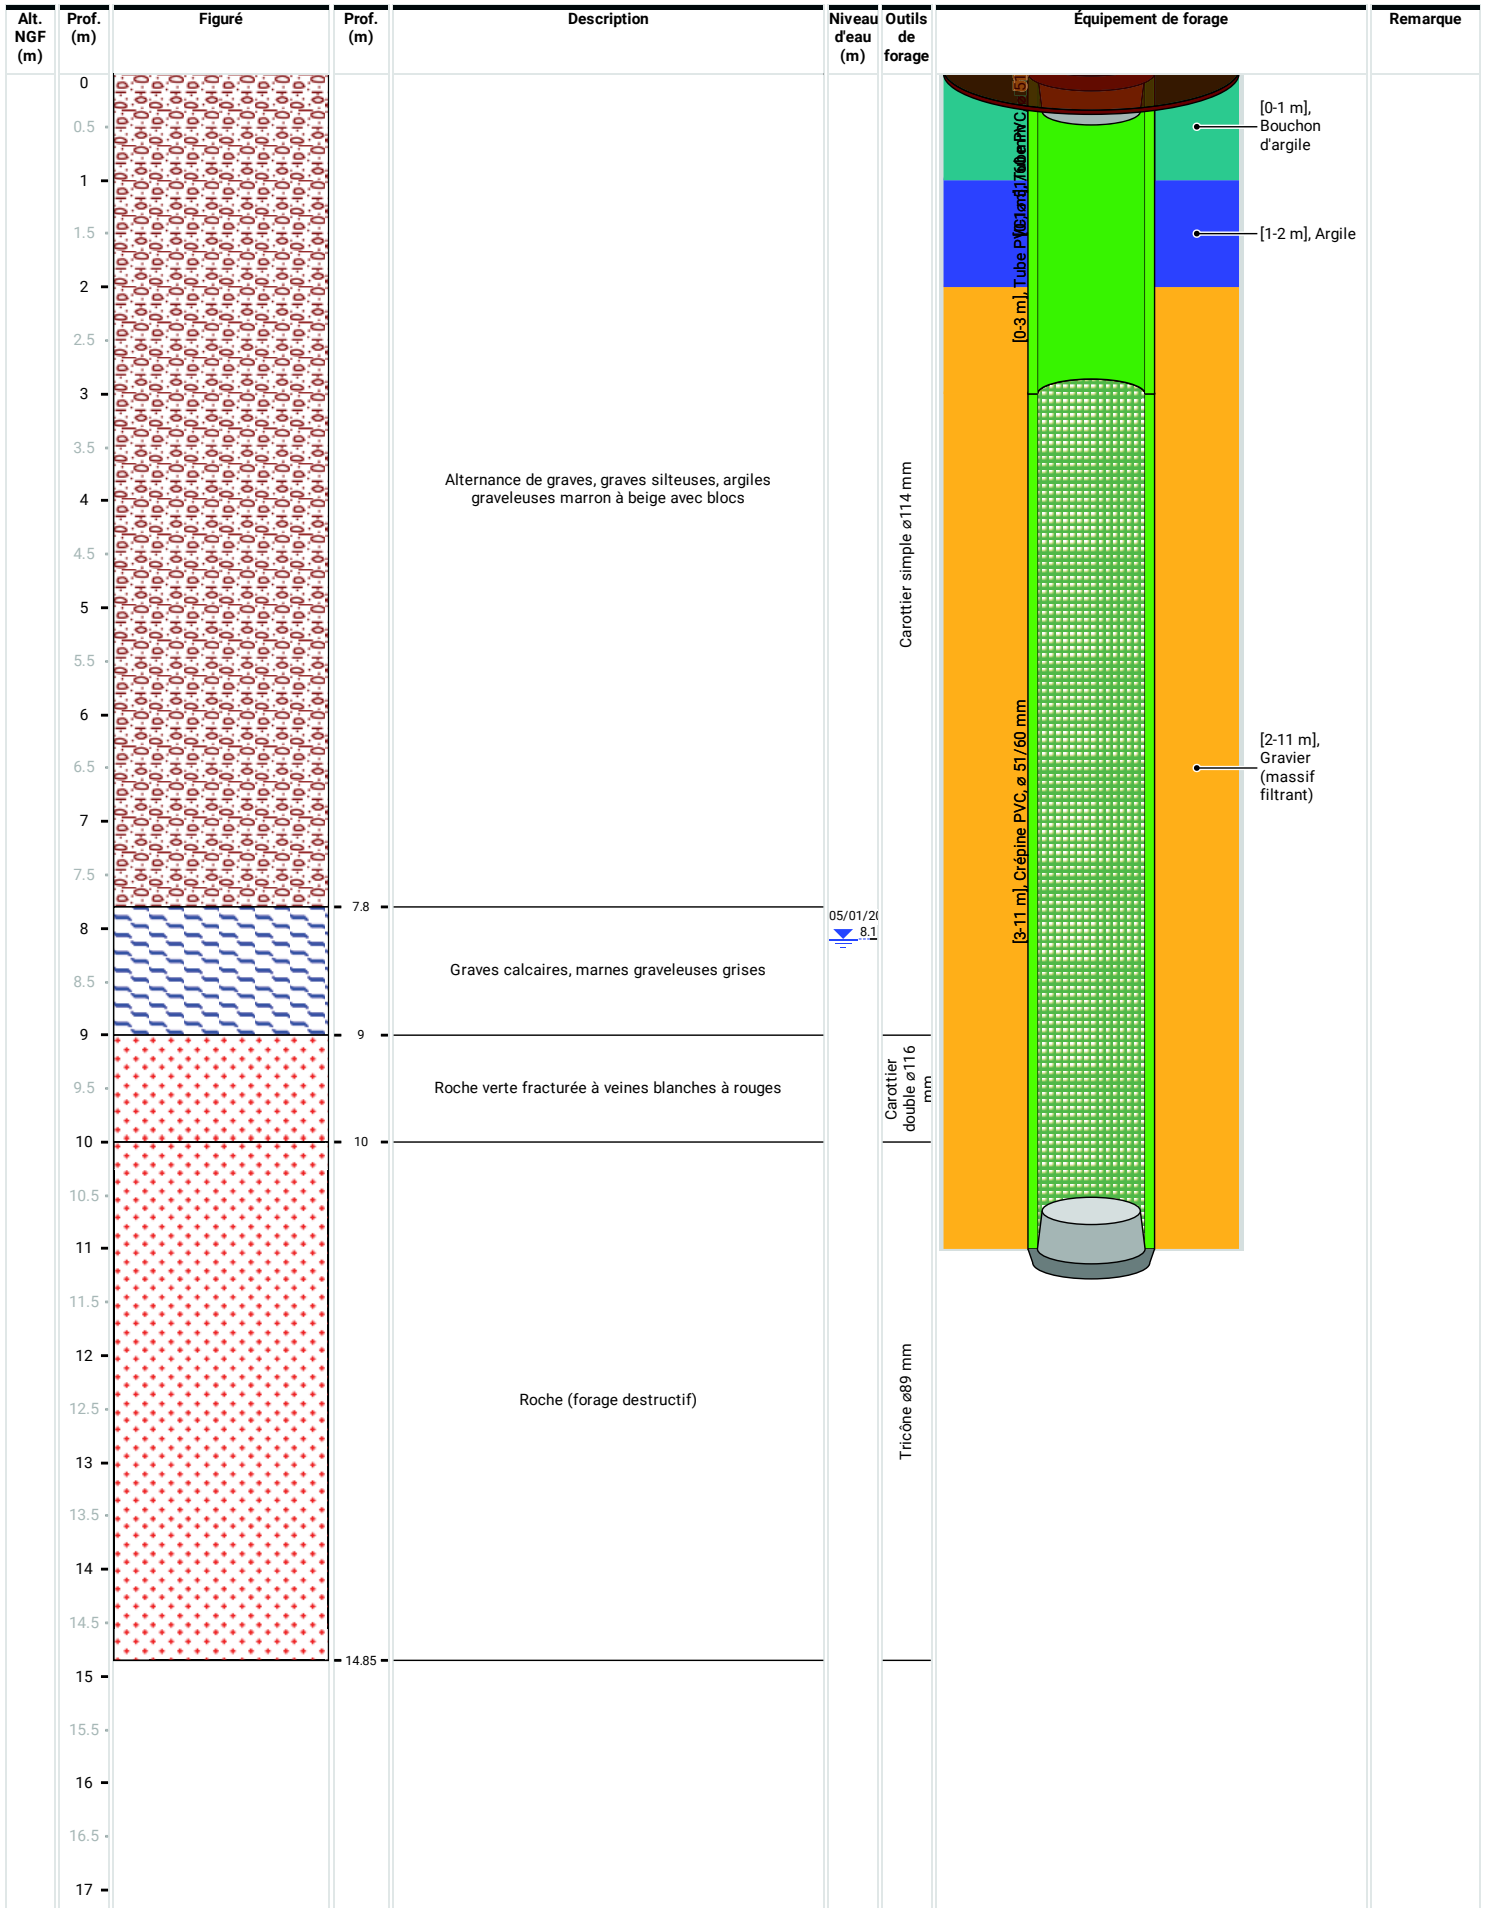 Alt.
NGF
(m)
Prof.
(m)
Figuré
Prof.
(m)
Description
Niveau
d'eau
(m)
Outils
de
forage
Équipement de forage
Remarque
0
0.5
1
1.5
2
2.5
3
3.5
4
4.5
5
5.5
6
6.5
7
7.5
8
8.5
9
9.5
10
10.5
11
11.5
12
12.5
13
13.5
14
14.5
15
15.5
16
16.5
17
7.8
9
10
14.85
Alternance de graves, graves silteuses, argiles
graveleuses marron à beige avec blocs
Graves calcaires, marnes graveleuses grises
Roche verte fracturée à veines blanches à rouges
Roche (forage destructif)
05/01/20
8.1
Carottier simple ⌀114 mm
Carottier
double ⌀116
mm
Tricône ⌀89 mm
[0-3 m], Tube
[3-11 m], Crépine PVC, ⌀ 51/60 mm
[0-1 m],
Bouchon
d'argile
[1-2 m], Argile
[2-11 m],
Gravier
(massif
filtrant)